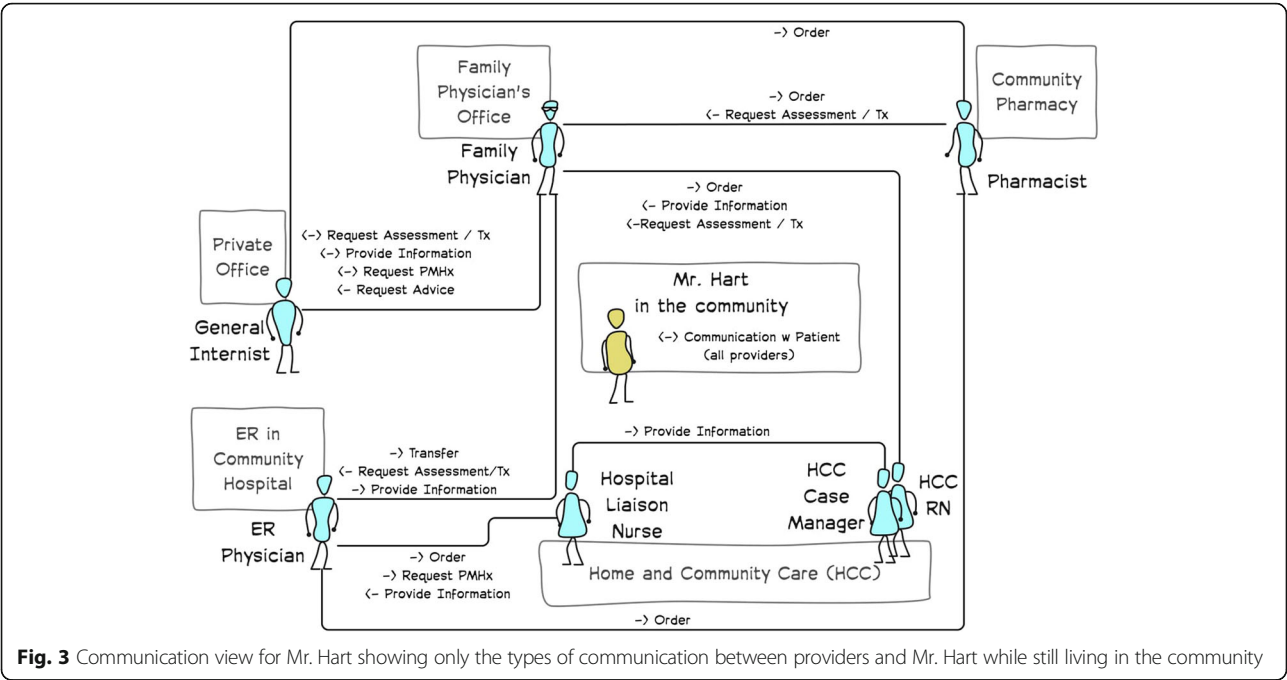 -> Order
Family
Physician's
Office
Community
Pharmacy
-> Order
<- Request Assessment / Tx
Family
Physician
Pharmacist
-> Order
<- Provide Information
<-Request Assessment / Tx
Private
Office
<-> Request Assessment / Tx
<-> Provide Information
<-> Request PMHx
<- Request Advice
General
Internist
Mr. Hart
in the community
<-> Communication w Patient
(all providers)
ER in
Community
Hospital
-> Transfer
<- Request Assessment/Tx
-> Provide Information
ER
Physician
-> Provide Information
Hospital
Liaison
Nurse
HCC
Case
Manager
HCC
RN
-> Order
-> Request PMHx
<- Provide Information
Home and Community Care (HCC)
-> Order
Fig. 3 Communication view for Mr. Hart showing only the types of communication between providers and Mr. Hart while still living in the community